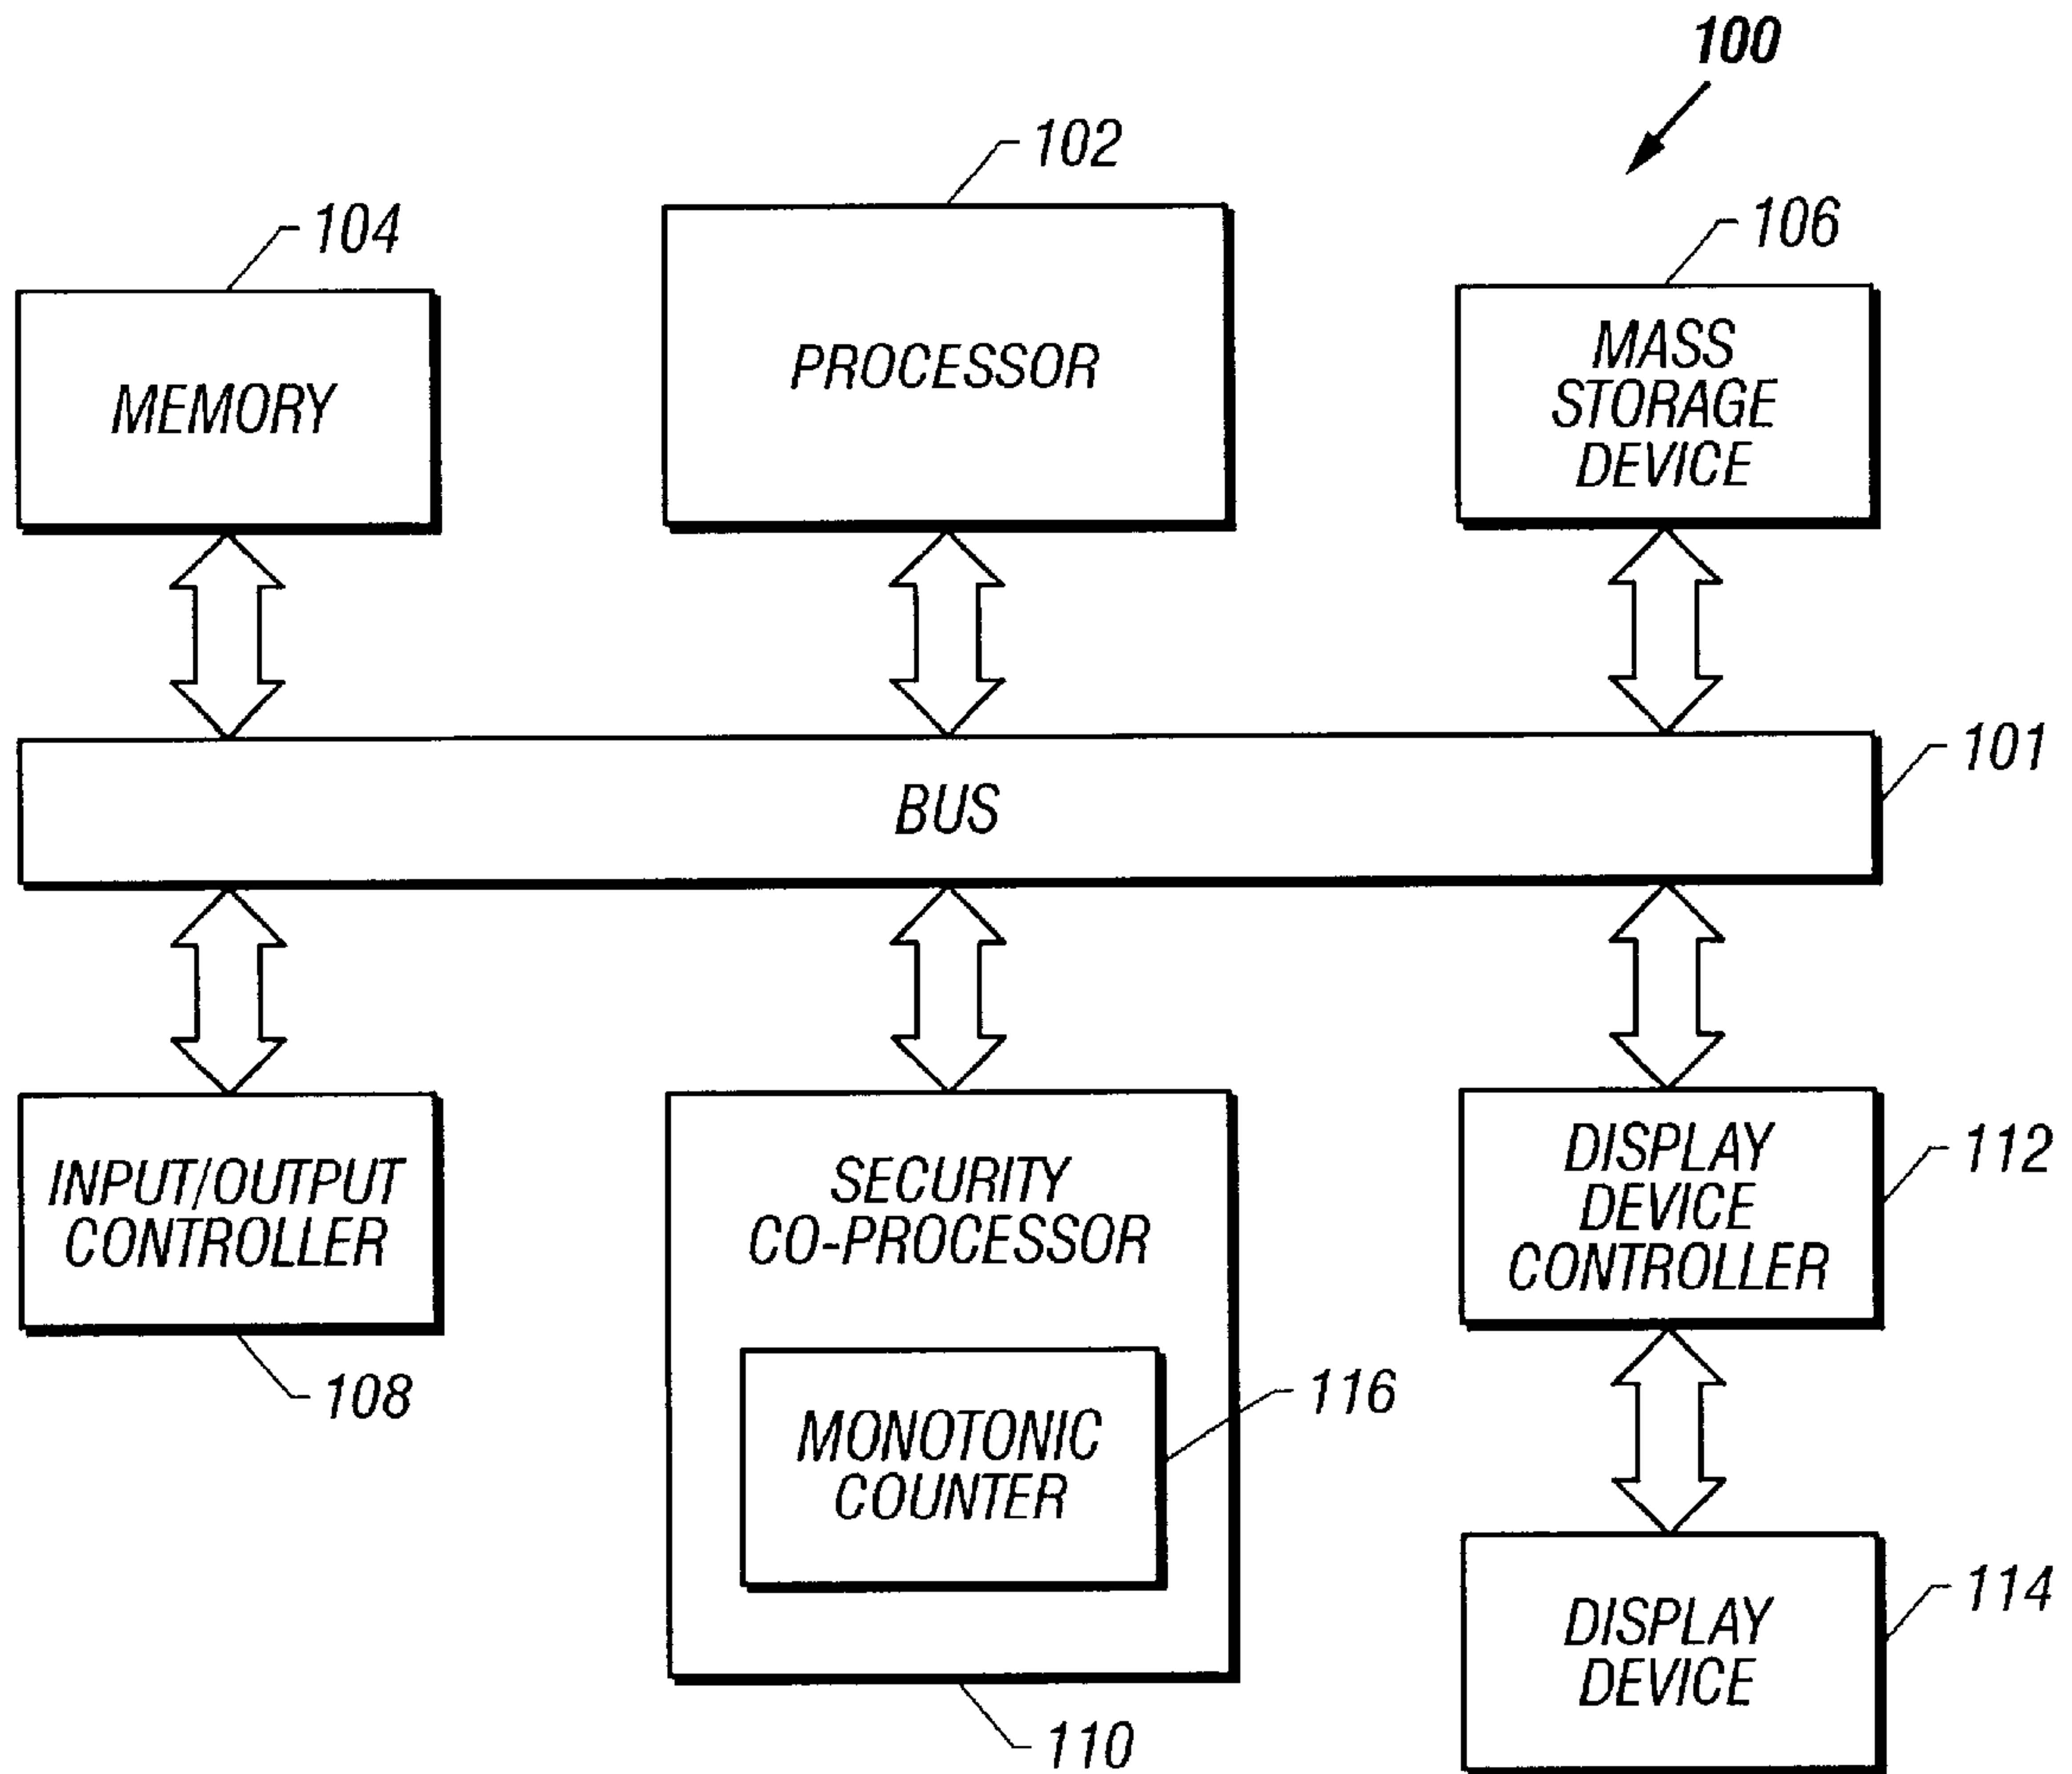 100
102
104
106
PROCESSOR
MEMORY
MASS
STORAGE
DEVICE
101
BUS
INPUT/OUTPUT
CONTROLLER
108
SECURITY
CO-PROCESSOR
DISPLAY
DEVICE
CONTROLLER
112
116
MONOTONIC
COUNTER
110
DISPLAY
DEVICE
114